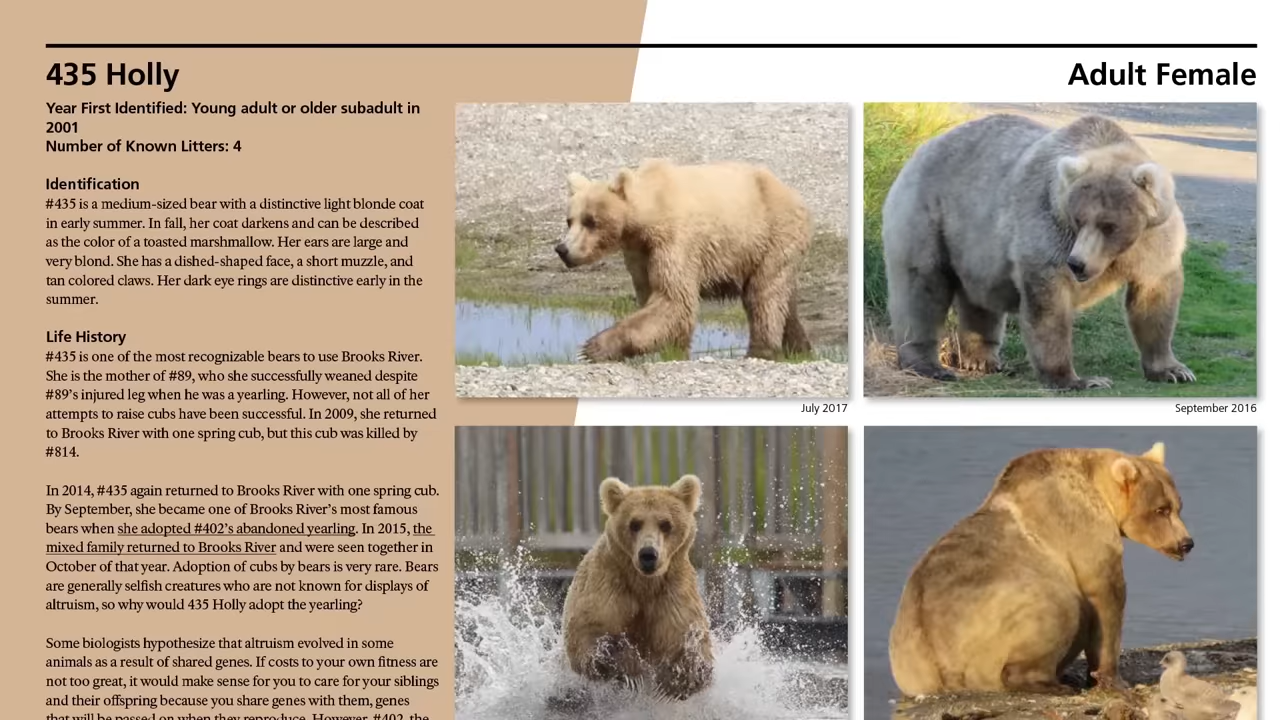 435 Holly
Adult Female
Year First Identified: Young adult or older subadult in
2001
Number of Known Litters: 4
Identification
#435 is a medium-sized bear with a distinctive light blonde coat
in early summer. In fall, her coat darkens and can be described
as the color of a toasted marshmallow. Her ears are large and
very blond. She has a dished-shaped face, a short muzzle, and
tan colored claws. Her dark eye rings are distinctive early in the
summer.
Life History
#435 is one of the most recognizable bears to use Brooks River.
She is the mother of #89, who she successfully weaned despite
#89’s injured leg when he was a yearling. However, not all of her
attempts to raise cubs have been successful. In 2009, she returned
to Brooks River with one spring cub, but this cub was killed by
#814.
In 2014, #435 again returned to Brooks River with one spring cub.
By September, she became one of Brooks River’s most famous
bears when she adopted #402’s abandoned yearling. In 2015, the
mixed family returned to Brooks River and were seen together in
October of that year. Adoption of cubs by bears is very rare. Bears
are generally selfish creatures who are not known for displays of
altruism, so why would 435 Holly adopt the yearling?
Some biologists hypothesize that altruism evolved in some
animals as a result of shared genes. If costs to your own fitness are
not too great, it would make sense for you to care for your siblings
and their offspring because you share genes with them, genes
that will be passed on when they reproduce. However, #402, the
July 2017
September 2016